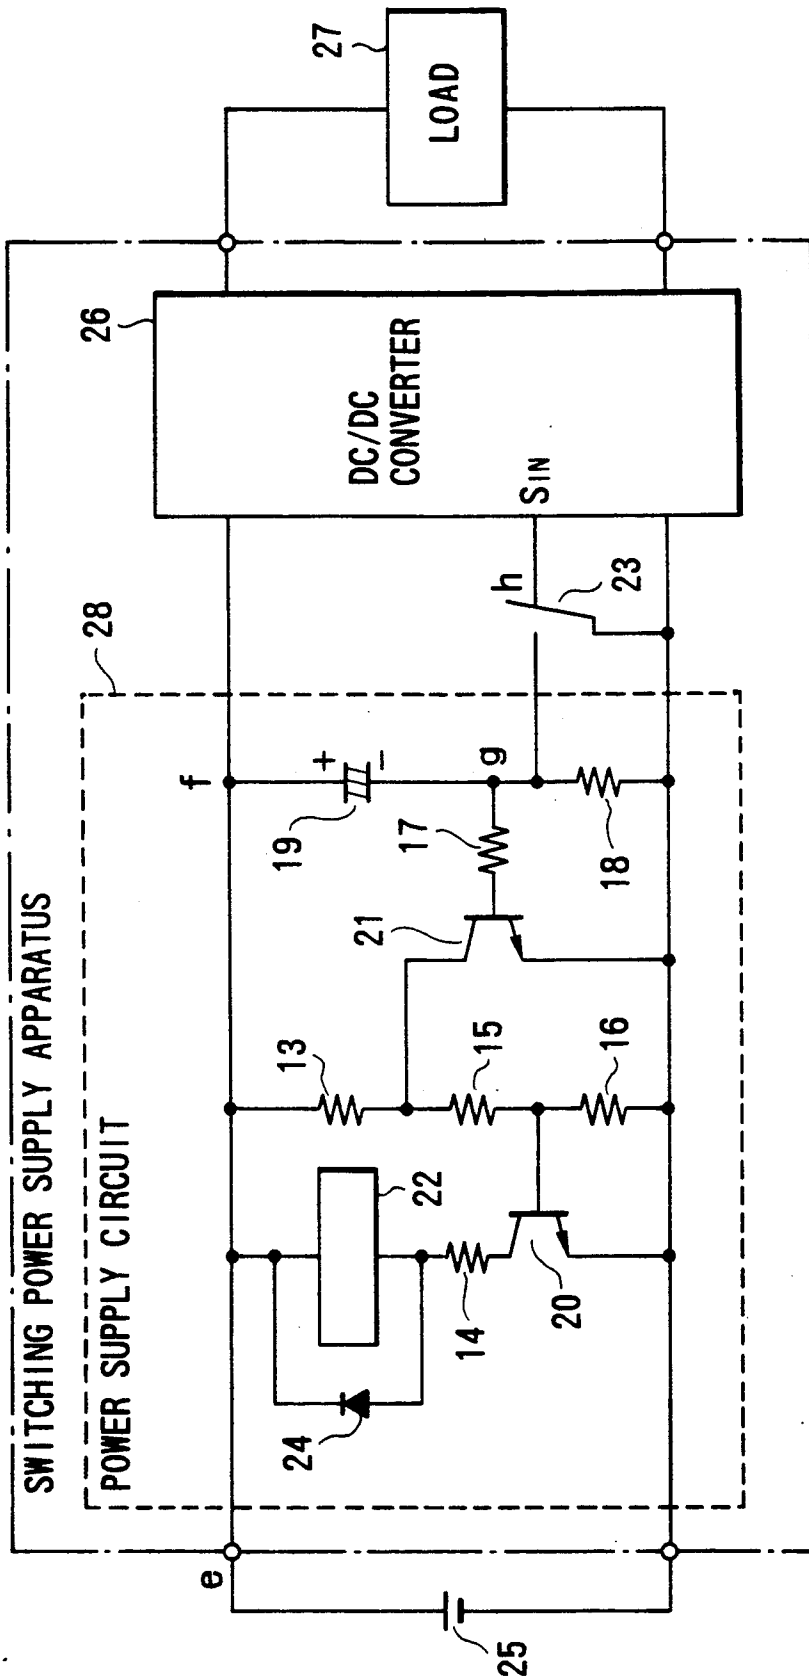 SWITCHING POWER SUPPLY APPARATUS
POWER SUPPLY CIRCUIT
28
26
27
e
f
+
-
19
g
h
DC/DC
CONVERTER
SIN
LOAD
24
22
13
21
17
14
15
20
16
18
23
25